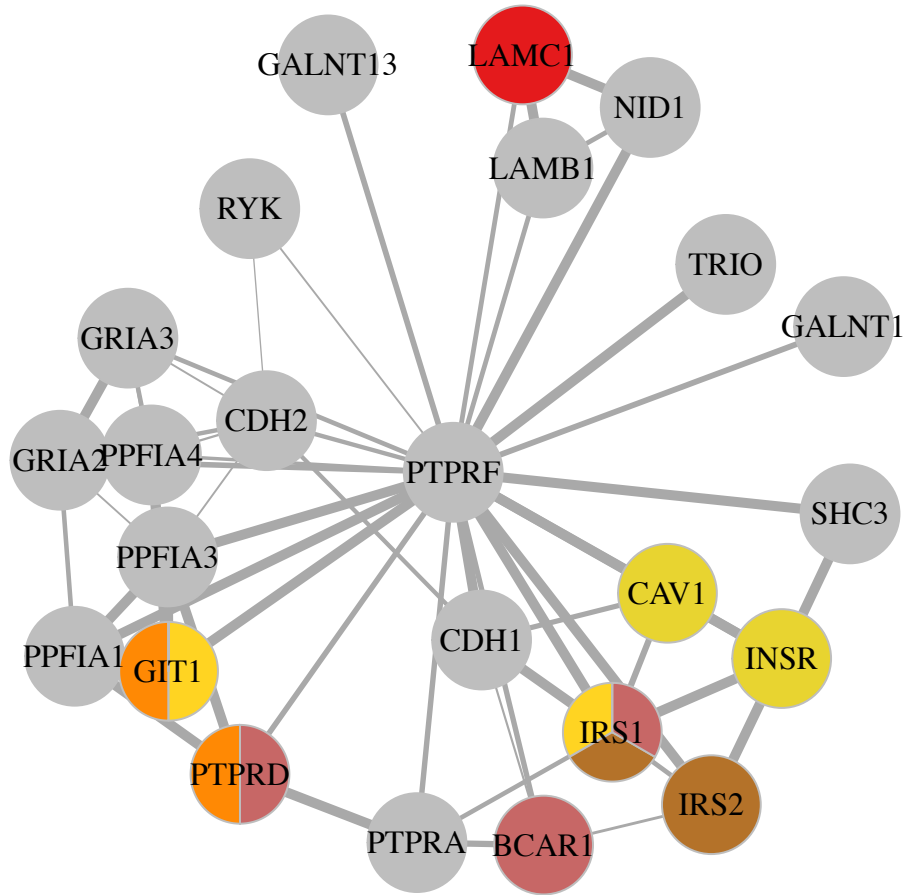 LAMC1
GALNT13
NID1
LAMB1
RYK
TRIO
GALNT1
GRIA3
CDH2
GRIA2
PPFIA4
PTPRF
SHC3
PPFIA3
CAV1
CDH1
PPFIA1
GIT1
INSR
IRS1
PTPRD
IRS2
PTPRA
BCAR1